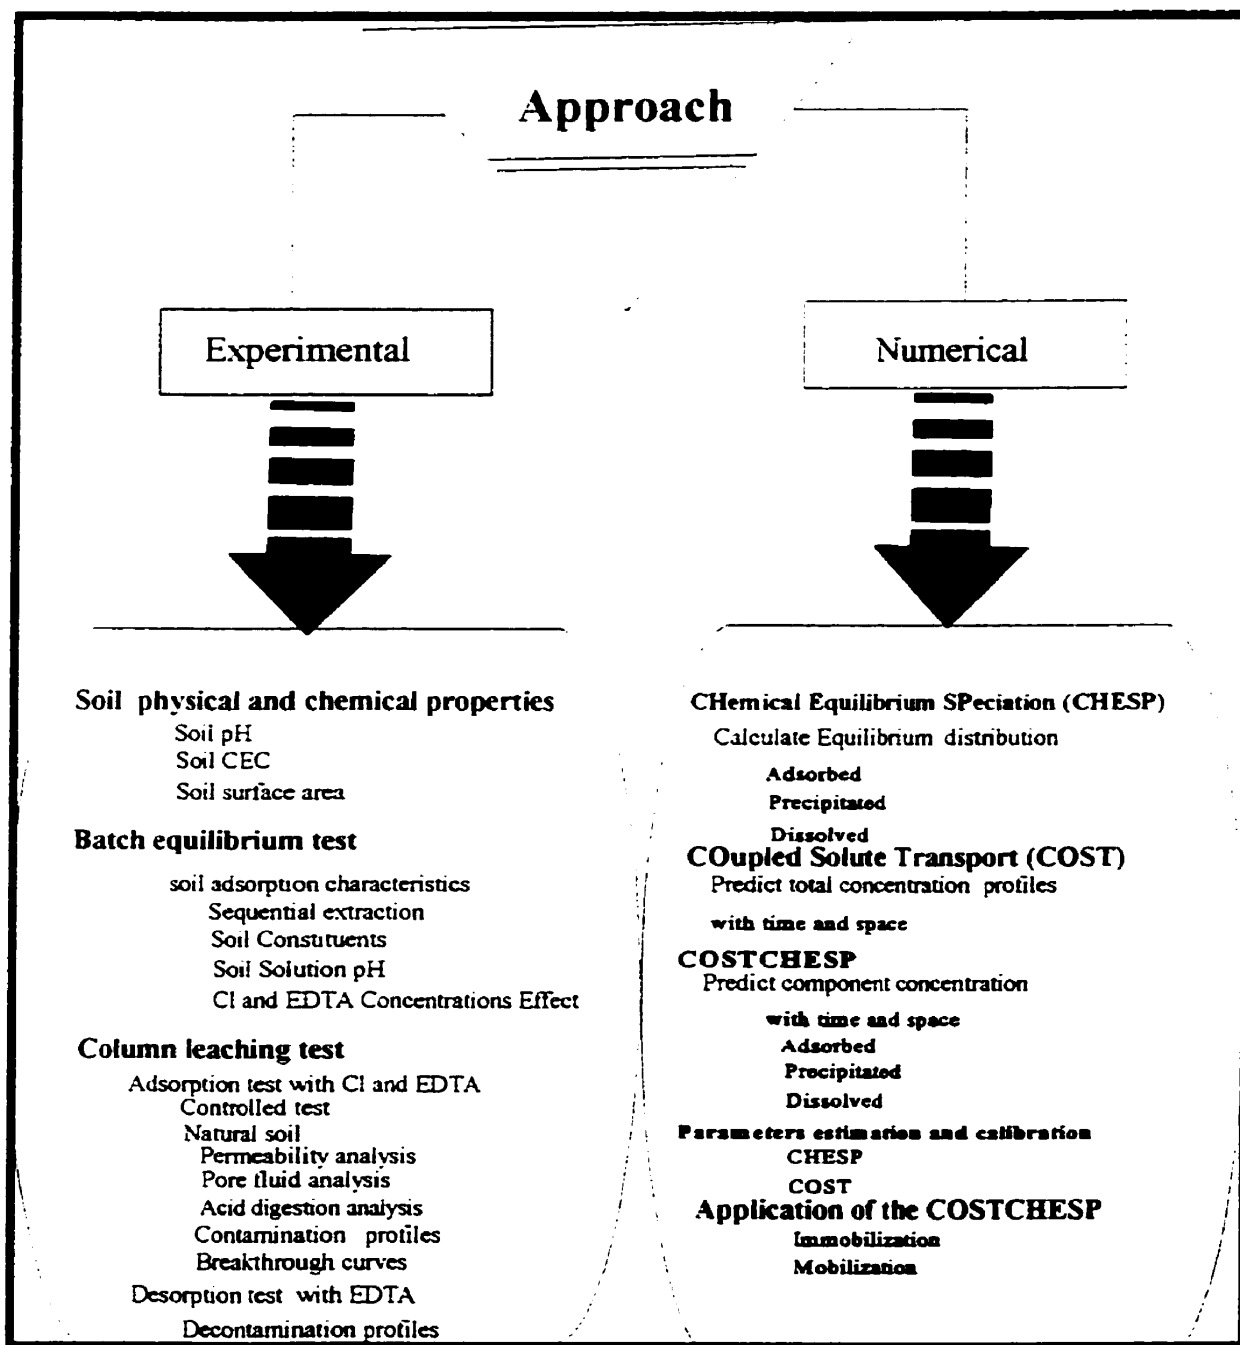 Approach
Experimental
Soil physical and chemical properties
Soil pH
Soil CEC
Soil surface area
Batch equilibrium test
soil adsorption characteristics
Sequential extraction
Soil Constituents
Soil Solution pH
Cl and EDTA Concentrations Effect
Column leaching test
Adsorption test with Cl and EDTA
Controlled test
Natural soil
Permeability analysis
Pore fluid analysis
Acid digestion analysis
Contamination profiles
Breakthrough curves
Desorption test with EDTA
Decontamination profiles
Numerical
CHemical Equilibrium SPeciation (CHESP)
Calculate Equilibrium distribution
Adsorbed
Precipitated
Dissolved
COupled Solute Transport (COST)
Predict total concentration profiles
with time and space
COSTCHESP
Predict component concentration
with time and space
Adsorbed
Precipitated
Dissolved
Parameters estimation and calibration
CHESP
COST
Application of the COSTCHESP
Immobilization
Mobilization